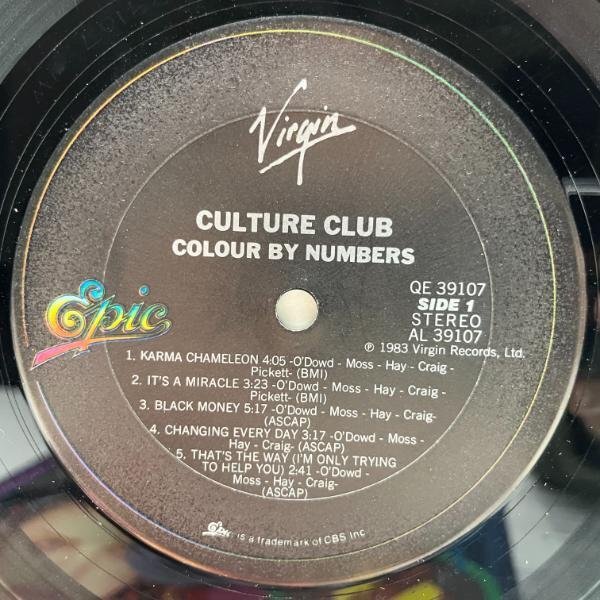 Virgin
CULTURE CLUB
COLOUR BY NUMBERS
Epic
QE 39107
SIDE 1
STEREO
AL 39107
℗ 1983 Virgin Records, Ltd.
1. KARMA CHAMELEON 4:05 -O'Dowd - Moss - Hay - Craig -
Pickett- (BMI)
2. IT'S A MIRACLE 3:23 -O'Dowd - Moss - Hay - Craig -
Pickett- (BMI)
3. BLACK MONEY 5:17 -O'Dowd - Moss - Hay - Craig-
(ASCAP)
4. CHANGING EVERY DAY 3:17 -O'Dowd - Moss -
Hay - Craig- (ASCAP)
5. THAT'S THE WAY (I'M ONLY TRYING
TO HELP YOU) 2:41 -O'Dowd -
Moss - Hay - Craig-
(ASCAP)
Epic is a trademark of CBS Inc.